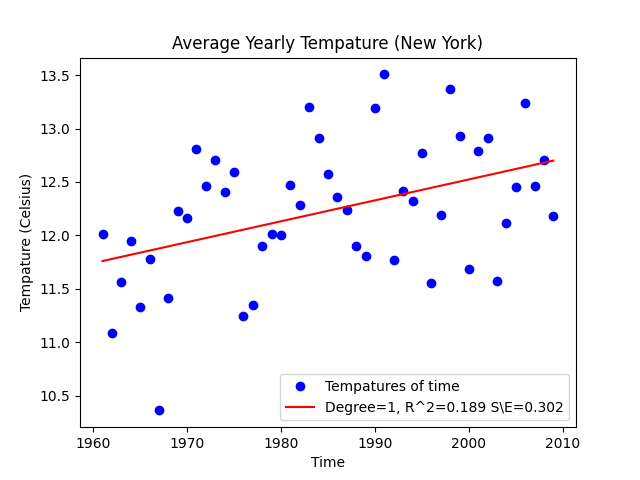 Average Yearly Tempature (New York)
Tempature (Celsius)
13.5
13.0
12.5
12.0
11.5
11.0
10.5
Tempatures of time
Degree=1, R^2=0.189 S\E=0.302
1960 1970 1980 1990 2000 2010
Time